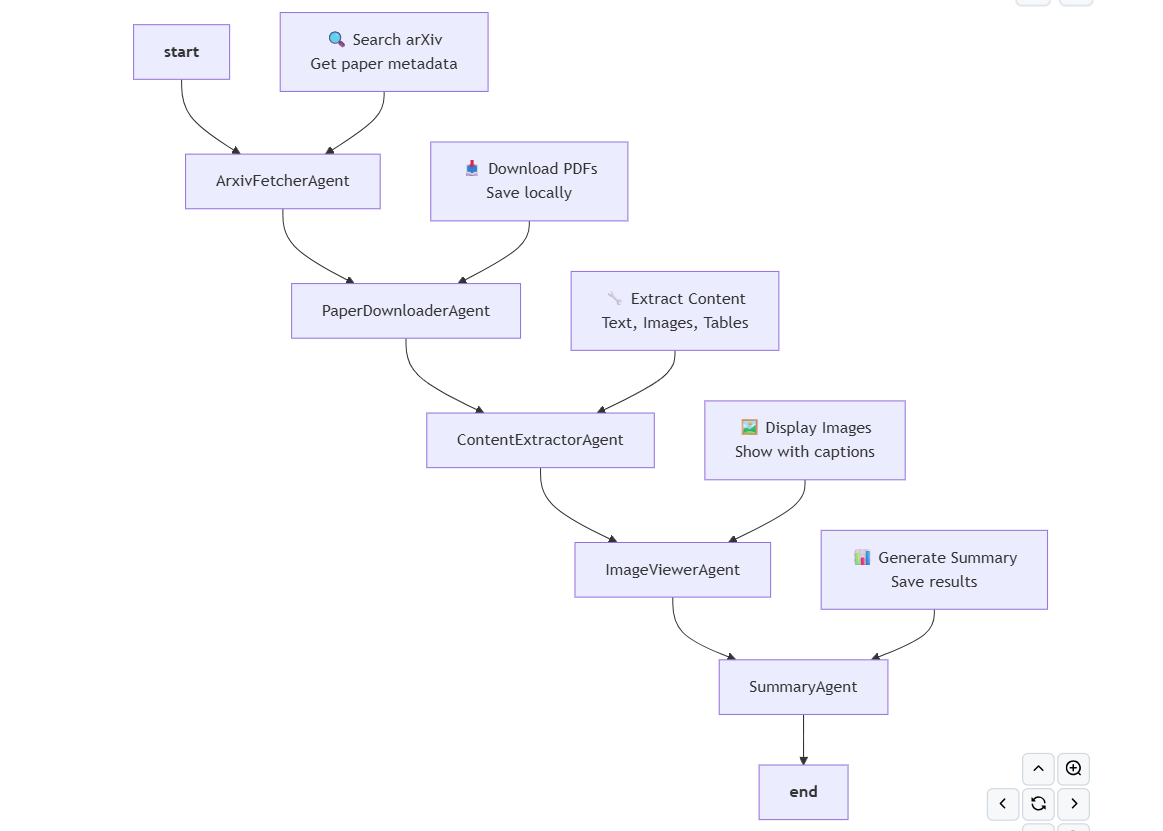 start
Search arXiv
Get paper metadata
ArxivFetcherAgent
Download PDFs
Save locally
PaperDownloaderAgent
Extract Content
Text, Images, Tables
ContentExtractorAgent
Display Images
Show with captions
ImageViewerAgent
Generate Summary
Save results
SummaryAgent
end